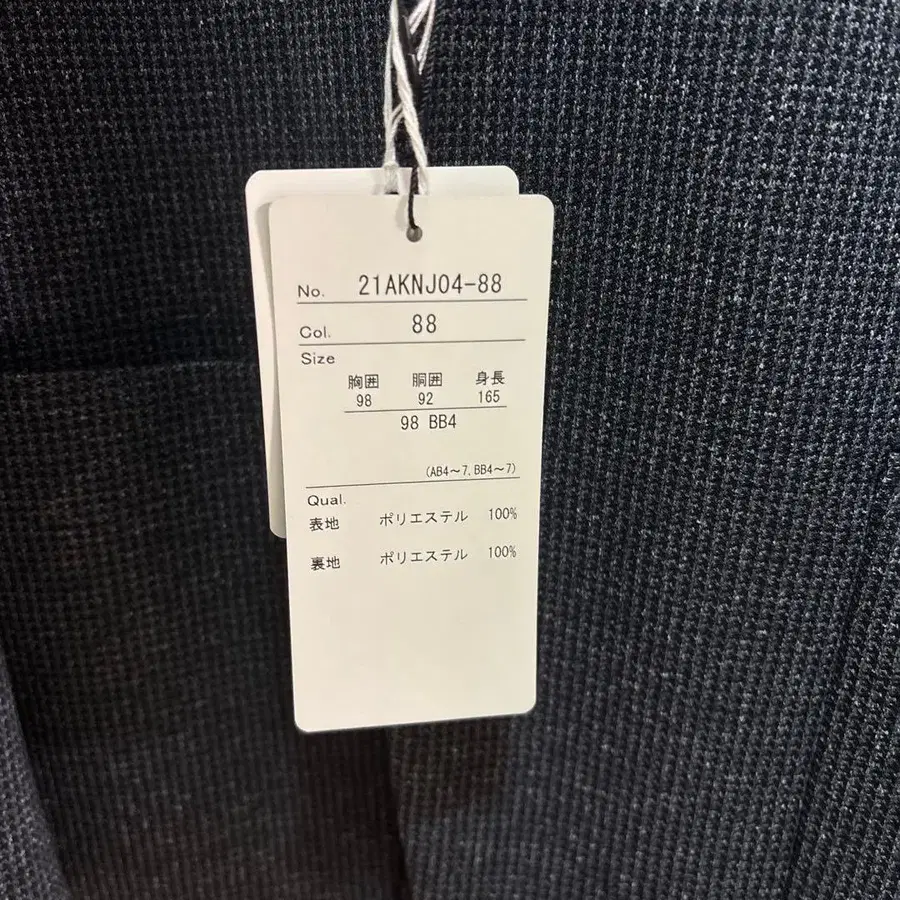 No. 21AKNJ04-88
Col. 88
Size
胸囲 胴囲 身長
98 92 165
98 BB4
(AB4～7, BB4～7)
Qual.
表地 ポリエステル 100%
裏地 ポリエステル 100%